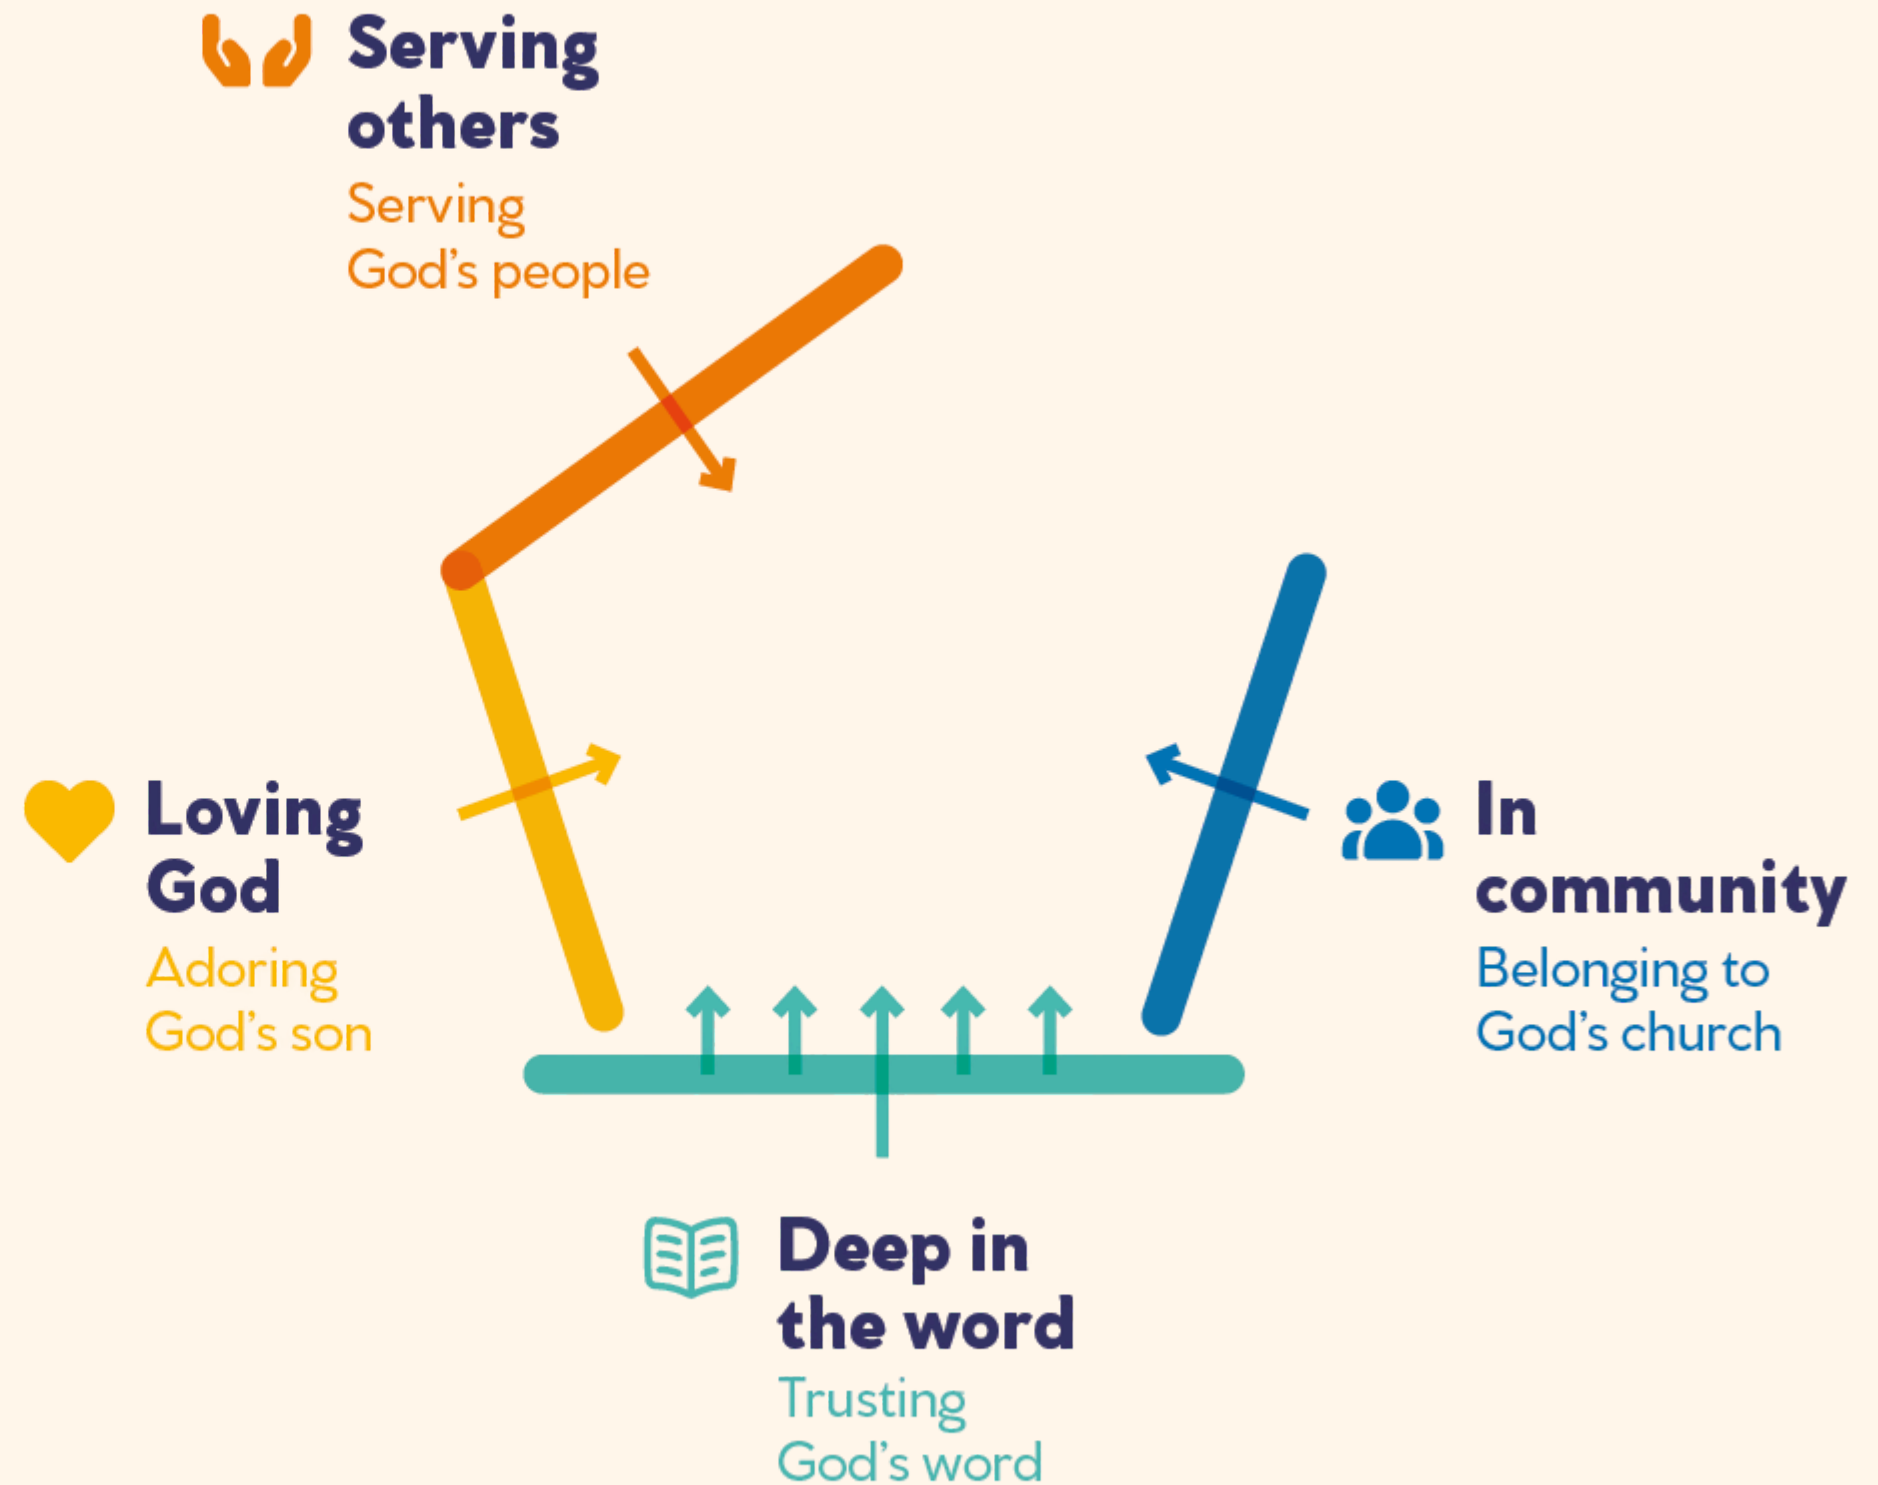 Serving
others
Serving
God’s people
Loving
God
Adoring
God’s son
In
community
Belonging to
God’s church
Deep in
the word
Trusting
God’s word